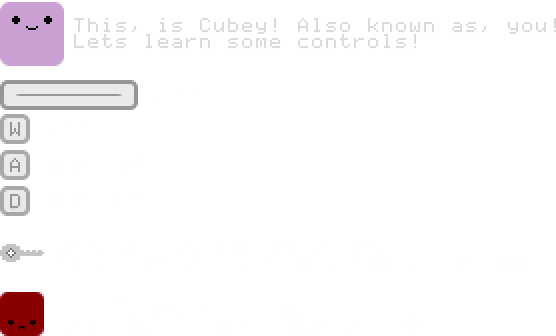 This, is Cubey! Also known as, you!
Lets learn some controls!
W
A
D